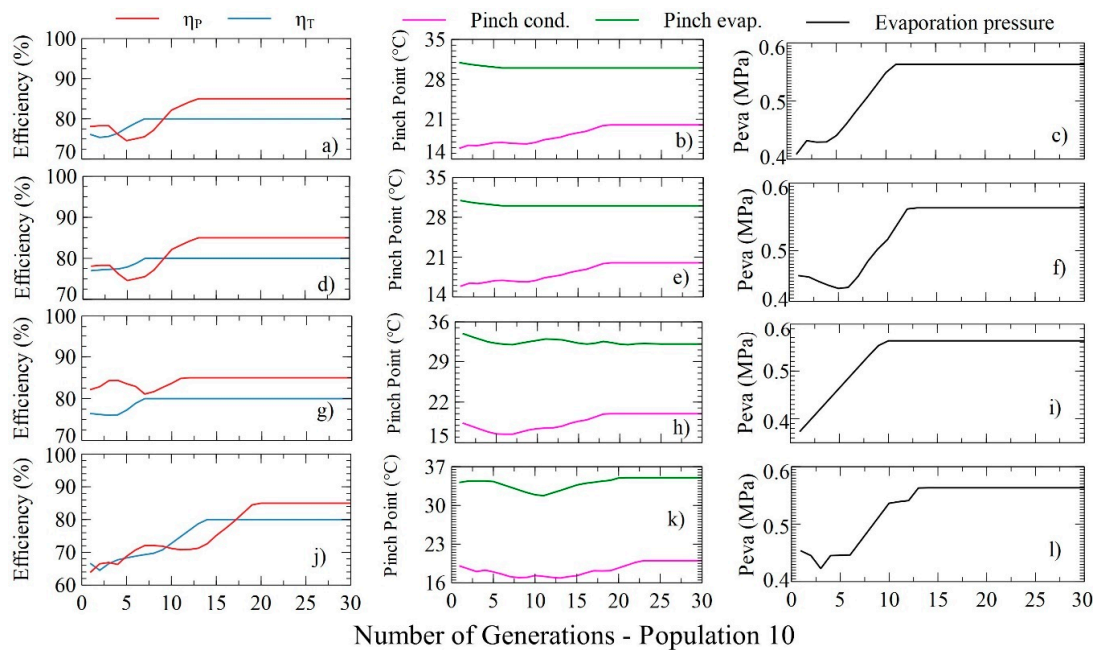 ηP ηT Pinch cond. Pinch evap. Evaporation pressure
Efficiency (%) 100 90 80 70 a)
Pinch Point (°C) 35 28 21 14 b)
Peva (MPa) 0.6 0.5 0.4 c)
Efficiency (%) 100 90 80 70 d)
Pinch Point (°C) 35 28 21 14 e)
Peva (MPa) 0.6 0.5 0.4 f)
Efficiency (%) 100 90 80 70 g)
Pinch Point (°C) 36 29 22 15 h)
Peva (MPa) 0.6 0.5 0.4 i)
Efficiency (%) 100 90 80 70 60 j)
Pinch Point (°C) 37 30 23 16 k)
Peva (MPa) 0.6 0.5 0.4 l)
0 5 10 15 20 25 30 0 5 10 15 20 25 30 0 5 10 15 20 25 30
Number of Generations - Population 10